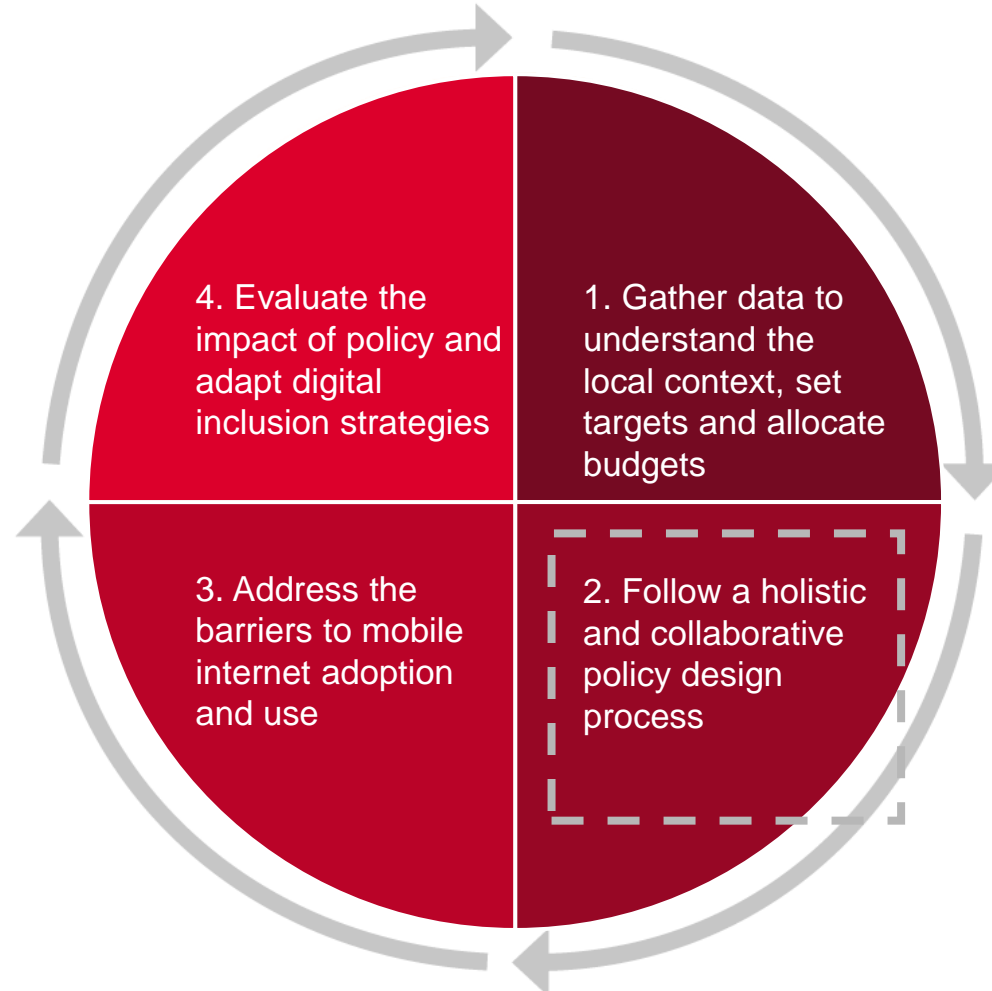 4. Evaluate the
impact of policy and
adapt digital
inclusion strategies
1. Gather data to
understand the
local context, set
targets and allocate
budgets
3. Address the
barriers to mobile
internet adoption
and use
2. Follow a holistic
and collaborative
policy design
process